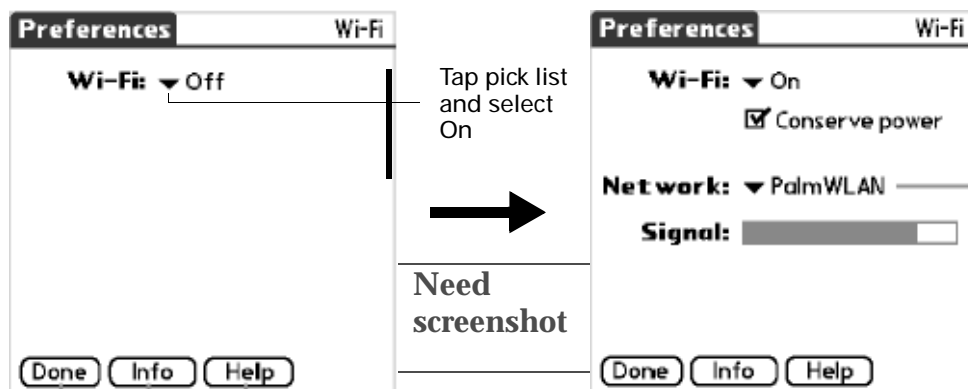 Preferences Wi-Fi
Wi-Fi: Off
Done Info Help
Tap pick list
and select
On
Need
screenshot
Preferences Wi-Fi
Wi-Fi: On
Conserve power
Network: PalmWLAN
Signal:
Done Info Help